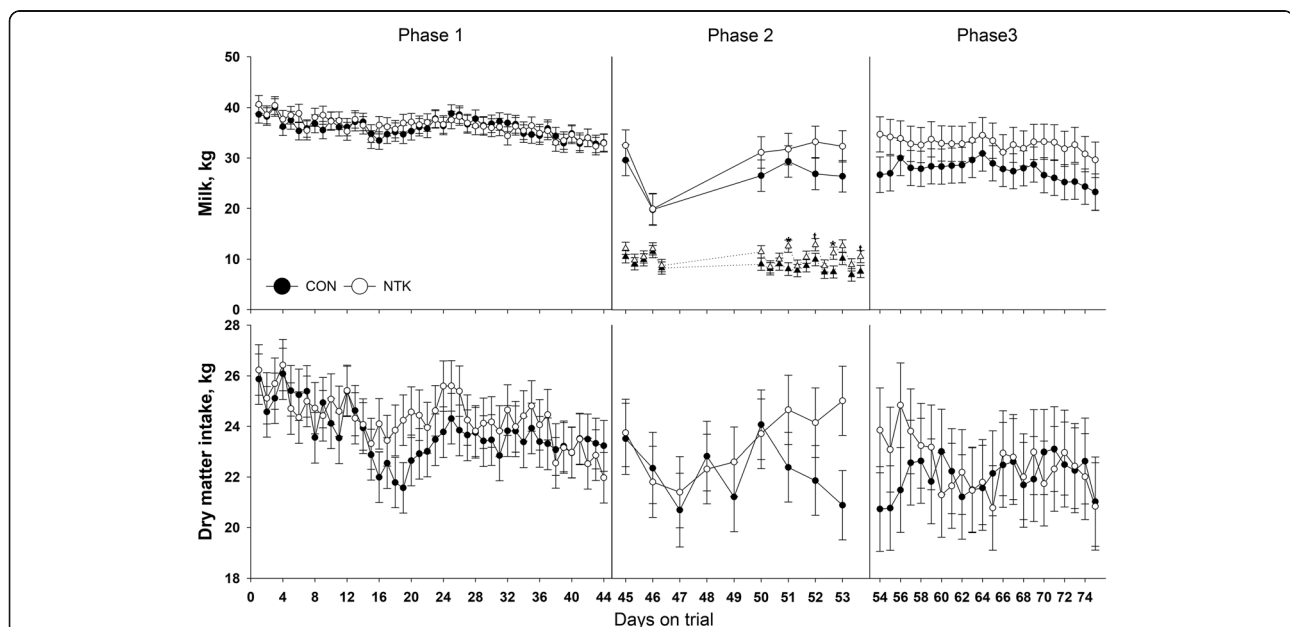 Phase 1 Phase 2 Phase3
Milk, kg
50
40
30
20
10
0
* † * †
CON NTK
Dry matter intake, kg
28
26
24
22
20
18
0 4 8 12 16 20 24 28 32 36 40 44 45 46 47 48 49 50 51 52 53 54 56 58 60 62 64 66 68 70 72 74
Days on trial